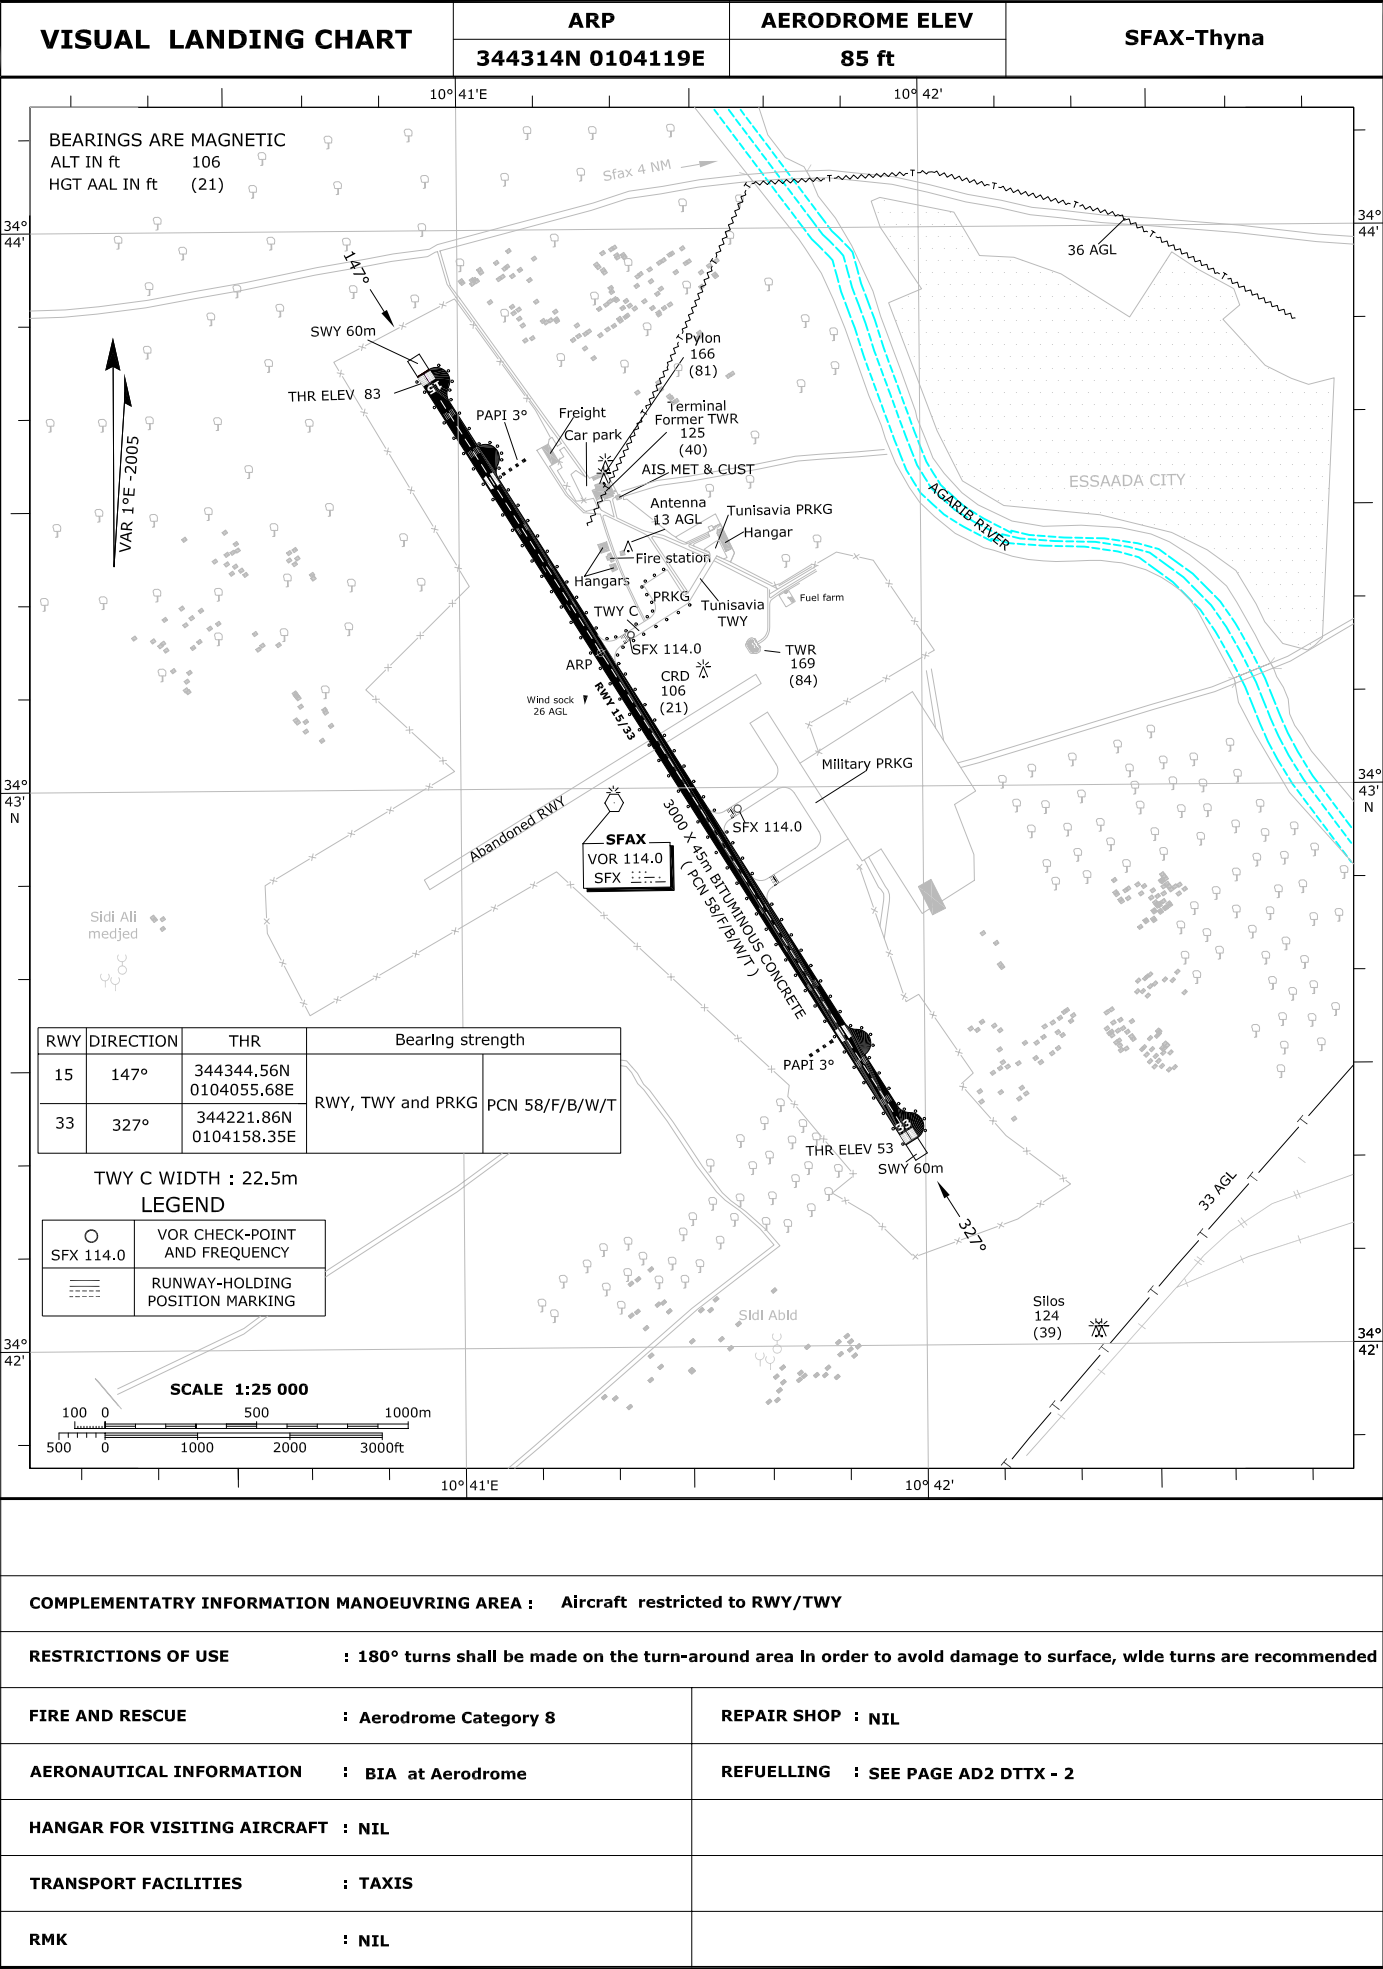 VISUAL LANDING CHART
ARP
344314N 0104119E
AERODROME ELEV
85 ft
SFAX-Thyna
10° 41'E
10° 42'
BEARINGS ARE MAGNETIC
ALT IN ft 106
HGT AAL IN ft (21)
Sfax 4 NM
34°
44'
34°
44'
36 AGL
147°
SWY 60m
THR ELEV 83
15
VAR 1°E -2005
PAPI 3°
Pylon
166
(81)
Freight
Car park
Terminal
Former TWR
125
(40)
AIS MET & CUST
ESSAADA CITY
AGARIB RIVER
Antenna
13 AGL
Tunisavia PRKG
Hangar
Fire station
Hangars
PRKG
TWY C
Tunisavia
TWY
Fuel farm
SFX 114.0
ARP
TWR
169
(84)
CRD
106
(21)
Wind sock
26 AGL
RWY 15/33
Military PRKG
34°
43'
N
34°
43'
N
Abandoned RWY
SFX 114.0
SFAX
VOR 114.0
SFX
3000 X 45m BITUMINOUS CONCRETE
( PCN 58/F/B/W/T )
Sidi Ali
medjed
RWY DIRECTION THR Bearing strength
15 147° 344344.56N
0104055.68E
RWY, TWY and PRKG PCN 58/F/B/W/T
33 327° 344221.86N
0104158.35E
PAPI 3°
33
THR ELEV 53
SWY 60m
327°
TWY C WIDTH : 22.5m
LEGEND
SFX 114.0
VOR CHECK-POINT
AND FREQUENCY
RUNWAY-HOLDING
POSITION MARKING
33 AGL
Silos
124
(39)
Sidi Abid
34°
42'
34°
42'
SCALE 1:25 000
100 0 500 1000m
500 0 1000 2000 3000ft
10° 41'E
10° 42'
COMPLEMENTATRY INFORMATION MANOEUVRING AREA : Aircraft restricted to RWY/TWY
RESTRICTIONS OF USE : 180° turns shall be made on the turn-around area in order to avoid damage to surface, wide turns are recommended
FIRE AND RESCUE : Aerodrome Category 8
REPAIR SHOP : NIL
AERONAUTICAL INFORMATION : BIA at Aerodrome
REFUELLING : SEE PAGE AD2 DTTX - 2
HANGAR FOR VISITING AIRCRAFT : NIL
TRANSPORT FACILITIES : TAXIS
RMK : NIL